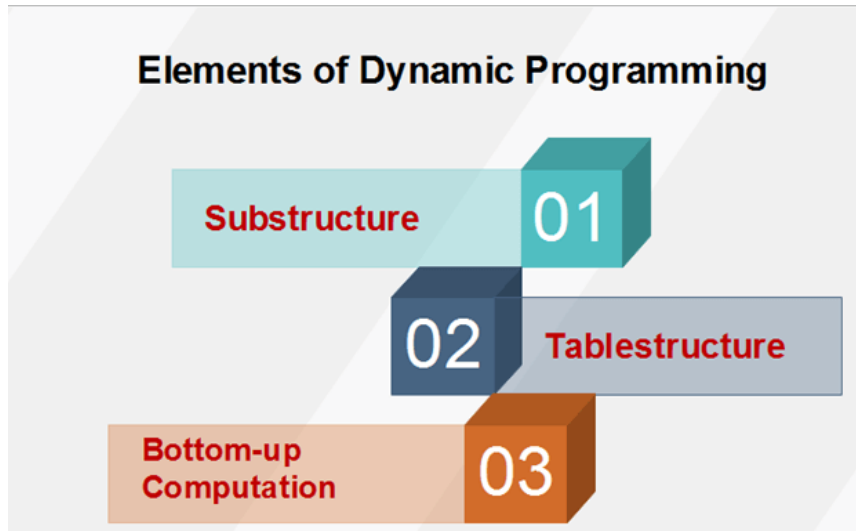 Elements of Dynamic Programming
Substructure
01
02
Tablestructure
Bottom-up
Computation
03